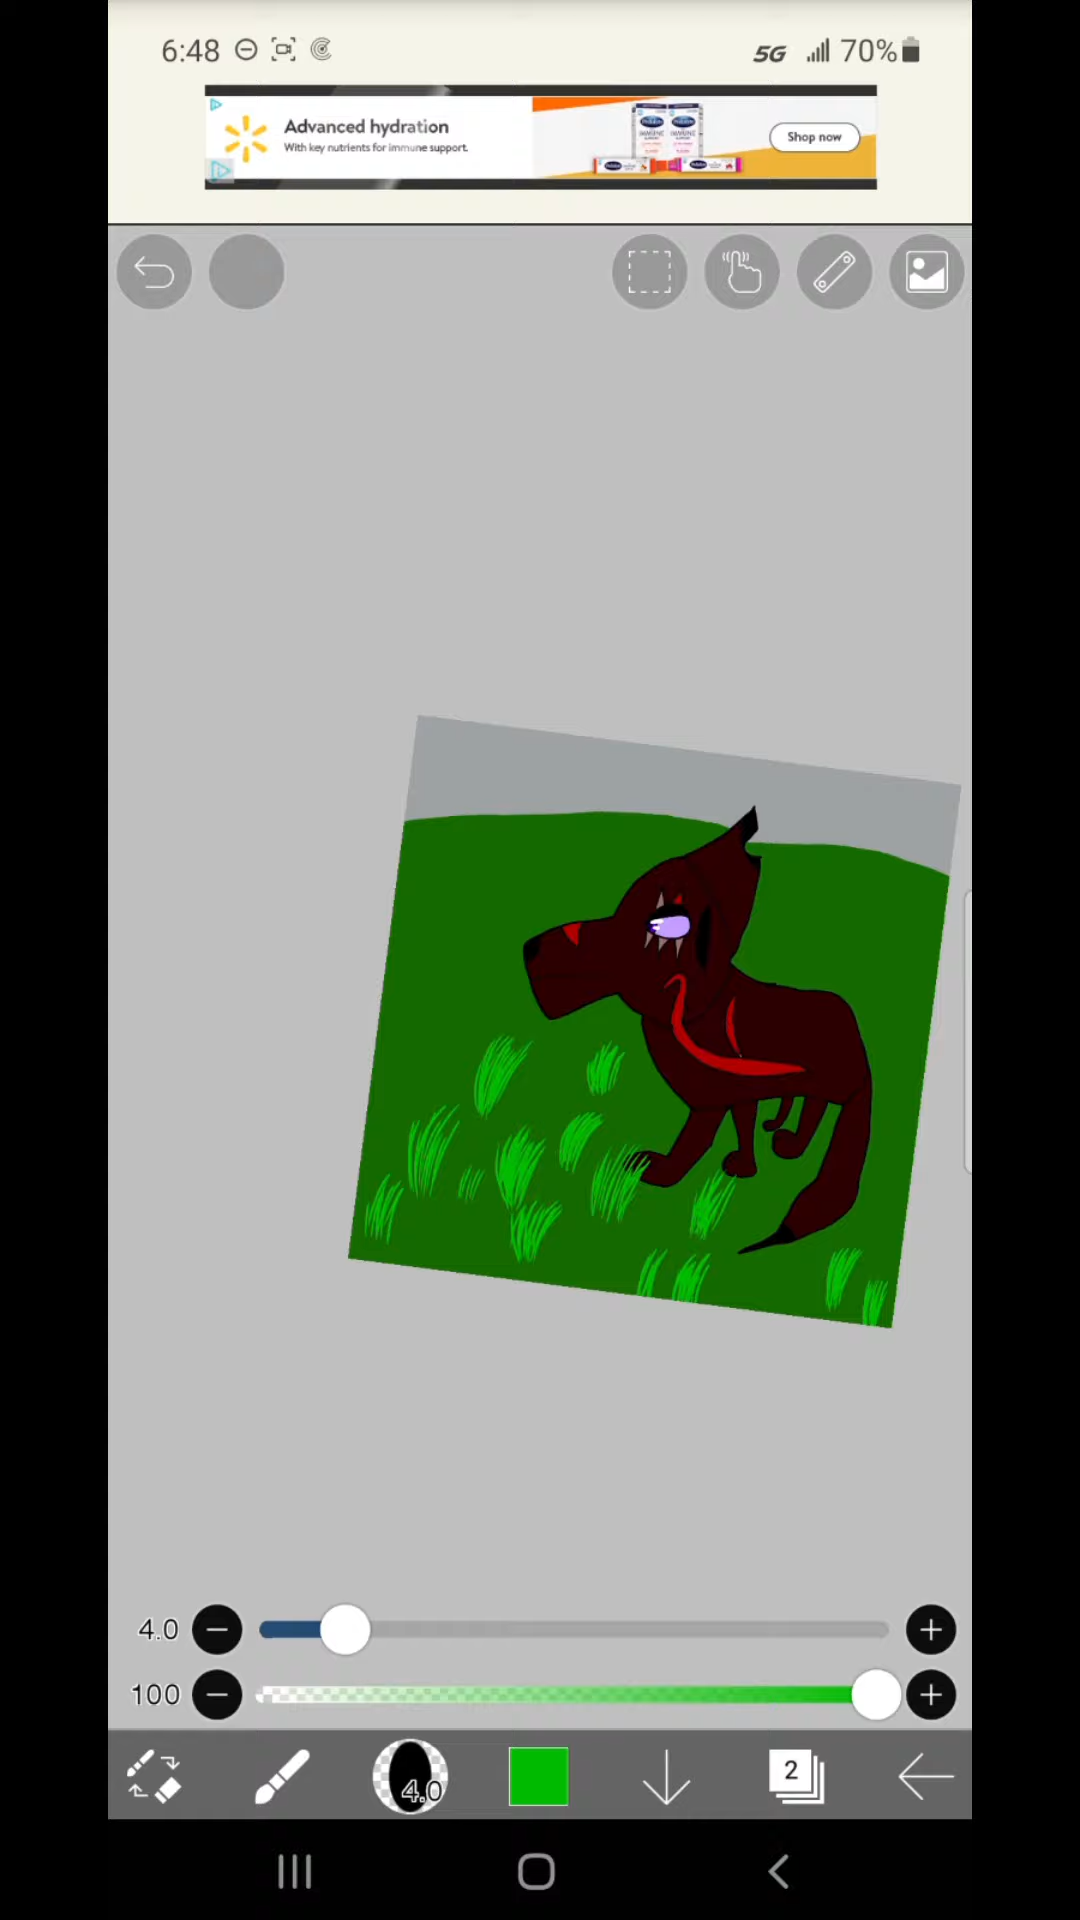 6:48
5G 70%
Advanced hydration
With key nutrients for immune support.
Shop now
4.0
100
4.0
2